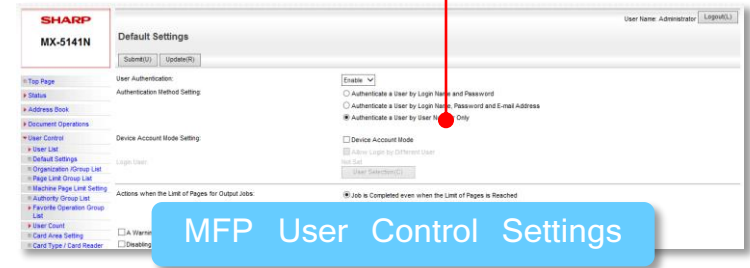 SHARP
User Name: Administrator Logout(L)
MX-5141N
Default Settings
Submit(U) Update(R)
Top Page
User Authentication: Enable
Status
Authentication Method Setting: Authenticate a User by Login Name and Password
Address Book
Authenticate a User by Login Name, Password and E-mail Address
Document Operations
Authenticate a User by User Only
User Control
Device Account Mode Setting: Device Account Mode
User List
Allow Login by Different User
Default Settings
Login User: Not Set
Organization /Group List
User Selection(C)
Page Limit Group List
Machine Page Limit Setting
Actions when the Limit of Pages for Output Jobs: Job is Completed even when the Limit of Pages is Reached
Authority Group List
Favorite Operation Group List
User Count
Card Area Setting
A Warnin
Card Type / Card Reader
Disabling
MFP User Control Settings